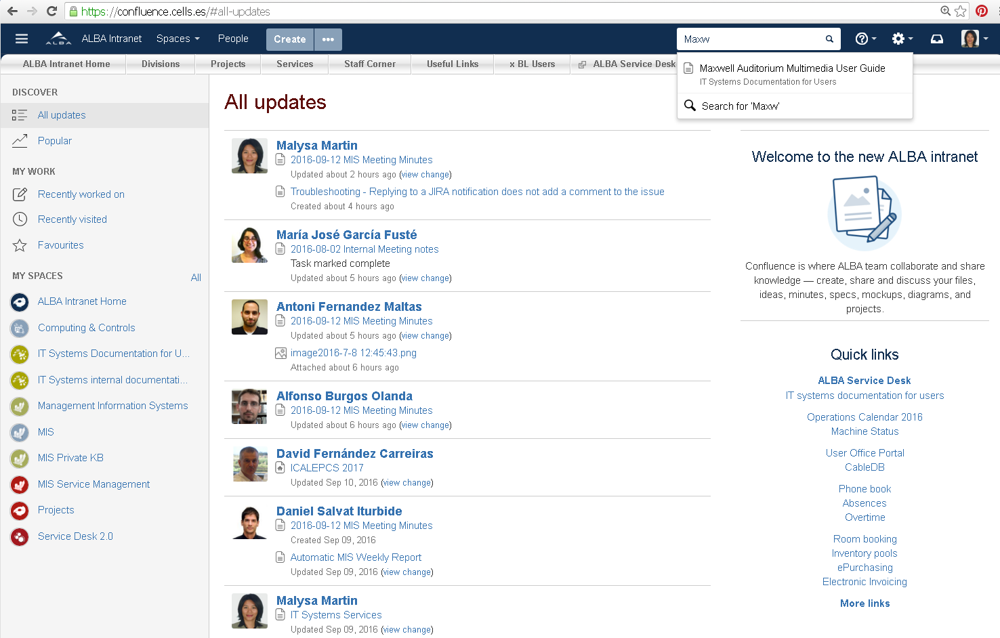 https://confluence.cells.es/#all-updates
ALBA
ALBA Intranet
Spaces
People
Create
•••
Maxw
ALBA Intranet Home
Divisions
Projects
Services
Staff Corner
Useful Links
x BL Users
ALBA Service Desk
Maxwell Auditorium Multimedia User Guide
IT Systems Documentation for Users
Search for 'Maxw'
DISCOVER
All updates
Popular
MY WORK
Recently worked on
Recently visited
Favourites
MY SPACES
All
ALBA Intranet Home
Computing & Controls
IT Systems Documentation for U...
IT Systems internal documentati...
Management Information Systems
MIS
MIS Private KB
MIS Service Management
Projects
Service Desk 2.0
All updates
Malysa Martin
2016-09-12 MIS Meeting Minutes
Updated about 2 hours ago (view change)
Troubleshooting - Replying to a JIRA notification does not add a comment to the issue
Created about 4 hours ago
María José García Fusté
2016-08-02 Internal Meeting notes
Task marked complete
Updated about 5 hours ago (view change)
Antoni Fernandez Maltas
2016-09-12 MIS Meeting Minutes
Updated about 5 hours ago (view change)
image2016-7-8 12:45:43.png
Attached about 6 hours ago
Alfonso Burgos Olanda
2016-09-12 MIS Meeting Minutes
Updated about 6 hours ago (view change)
David Fernández Carreiras
ICALEPCS 2017
Updated Sep 10, 2016 (view change)
Daniel Salvat Iturbide
2016-09-12 MIS Meeting Minutes
Created Sep 09, 2016
Automatic MIS Weekly Report
Updated Sep 09, 2016 (view change)
Malysa Martin
IT Systems Services
Updated Sep 09, 2016 (view change)
Welcome to the new ALBA intranet
Confluence is where ALBA team collaborate and share
knowledge — create, share and discuss your files,
ideas, minutes, specs, mockups, diagrams, and
projects.
Quick links
ALBA Service Desk
IT systems documentation for users
Operations Calendar 2016
Machine Status
User Office Portal
CableDB
Phone book
Absences
Overtime
Room booking
Inventory pools
ePurchasing
Electronic Invoicing
More links